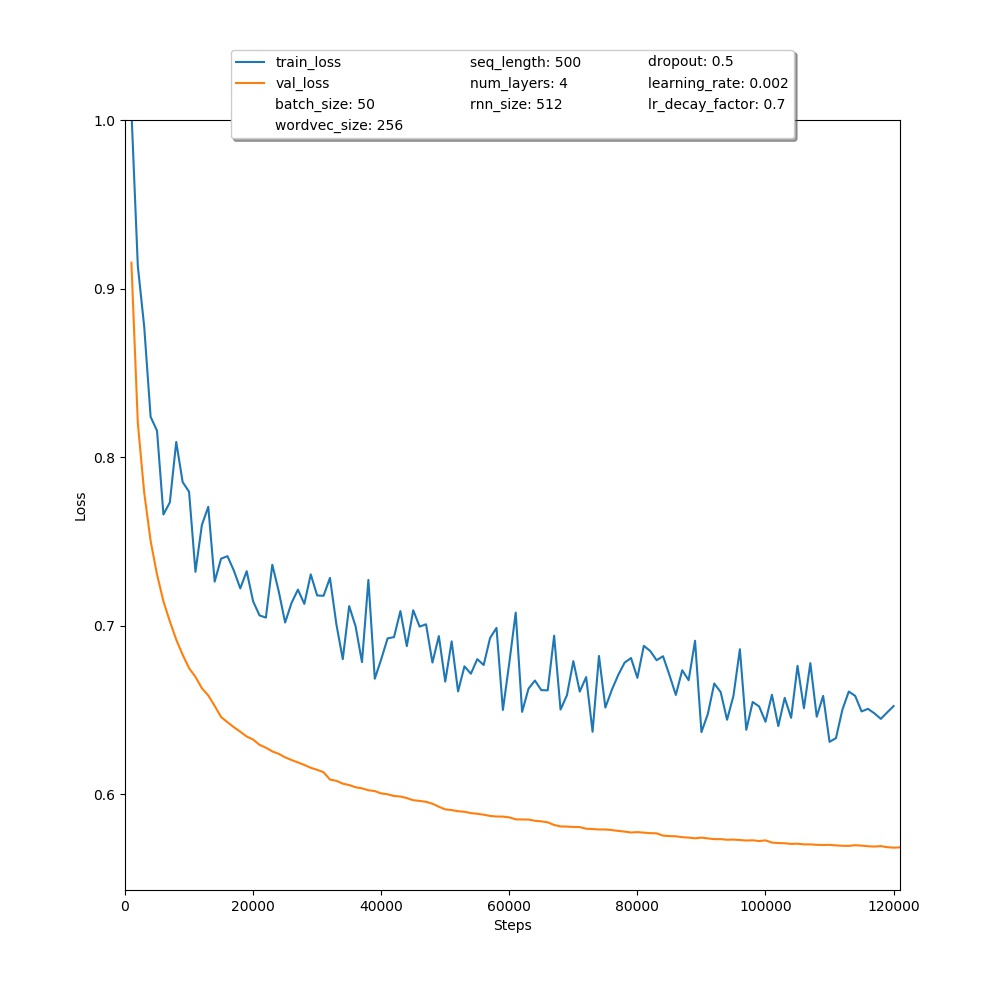 train_loss seq_length: 500 dropout: 0.5
val_loss num_layers: 4 learning_rate: 0.002
batch_size: 50 rnn_size: 512 lr_decay_factor: 0.7
wordvec_size: 256
1.0
0.9
0.8
0.7
0.6
Loss
0 20000 40000 60000 80000 100000 120000
Steps